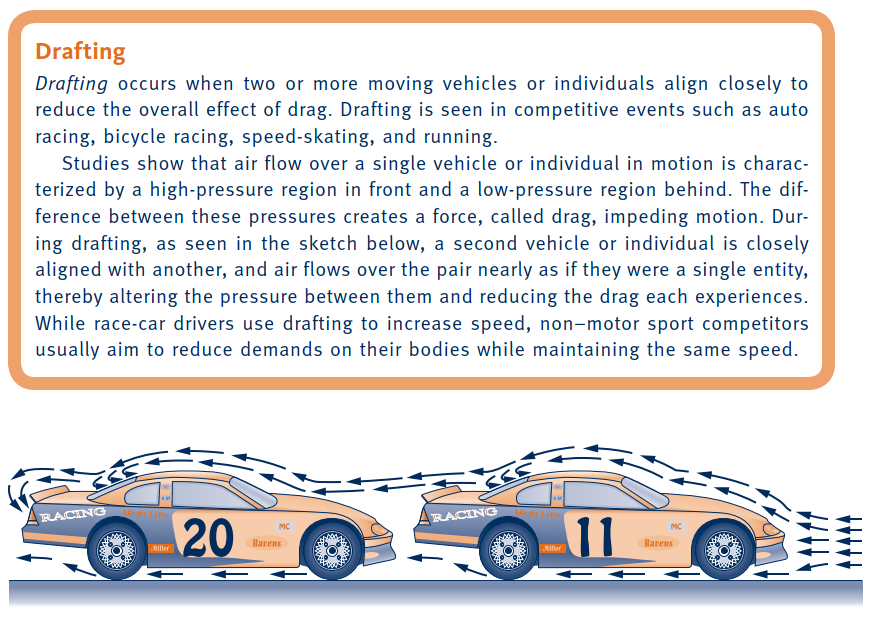 Drafting
Drafting occurs when two or more moving vehicles or individuals align closely to
reduce the overall effect of drag. Drafting is seen in competitive events such as auto
racing, bicycle racing, speed-skating, and running.
Studies show that air flow over a single vehicle or individual in motion is charac-
terized by a high-pressure region in front and a low-pressure region behind. The dif-
ference between these pressures creates a force, called drag, impeding motion. Dur-
ing drafting, as seen in the sketch below, a second vehicle or individual is closely
aligned with another, and air flows over the pair nearly as if they were a single entity,
thereby altering the pressure between them and reducing the drag each experiences.
While race-car drivers use drafting to increase speed, non–motor sport competitors
usually aim to reduce demands on their bodies while maintaining the same speed.
RACING
Miller
20
MC
Ravens
RACING
Miller
11
MC
Ravens